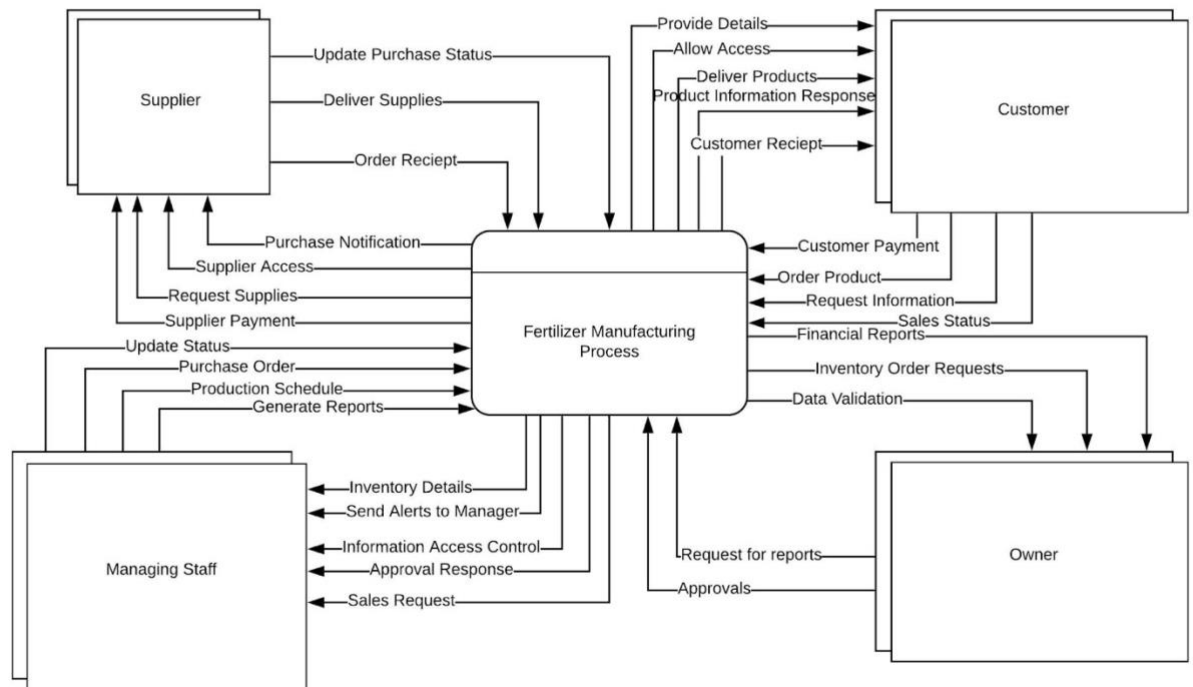 Provide Details
Allow Access
Update Purchase Status
Deliver Products
Product Information Response
Supplier
Deliver Supplies
Customer
Customer Reciept
Order Reciept
Purchase Notification
Customer Payment
Supplier Access
Order Product
Request Supplies
Request Information
Supplier Payment
Sales Status
Fertilizer Manufacturing
Process
Financial Reports
Update Status
Purchase Order
Inventory Order Requests
Production Schedule
Data Validation
Generate Reports
Inventory Details
Send Alerts to Manager
Information Access Control
Request for reports
Owner
Managing Staff
Approval Response
Approvals
Sales Request